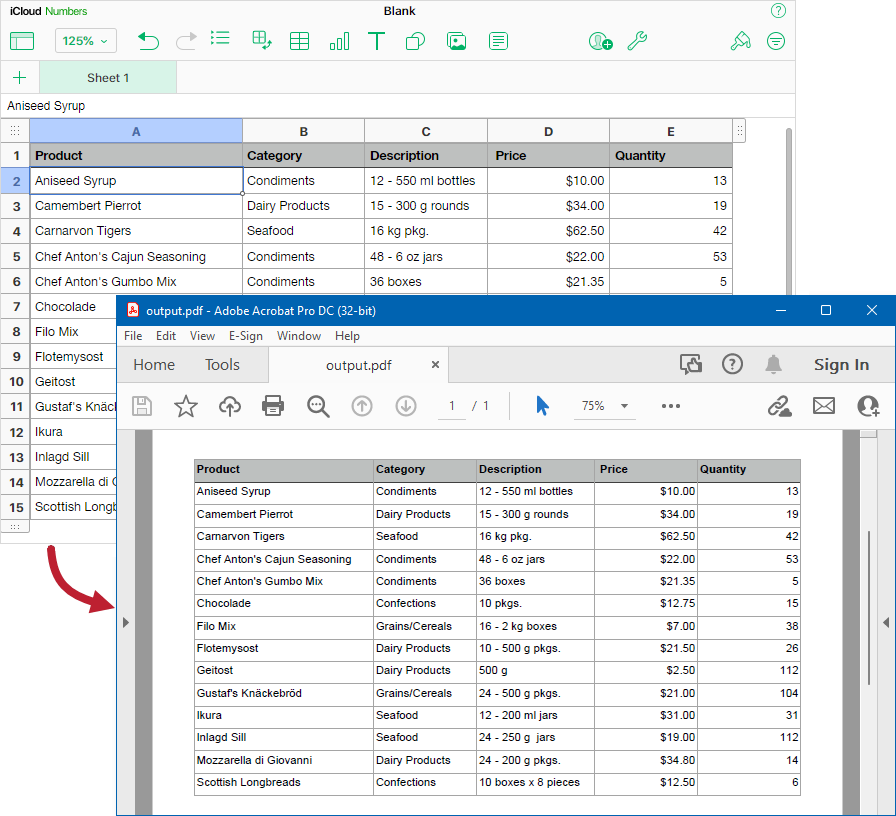 iCloud Numbers Blank ?
125%
+ Sheet 1
Aniseed Syrup
A B C D E
1 Product Category Description Price Quantity
2 Aniseed Syrup Condiments 12 - 550 ml bottles $10.00 13
3 Camembert Pierrot Dairy Products 15 - 300 g rounds $34.00 19
4 Carnarvon Tigers Seafood 16 kg pkg. $62.50 42
5 Chef Anton's Cajun Seasoning Condiments 48 - 6 oz jars $22.00 53
6 Chef Anton's Gumbo Mix Condiments 36 boxes $21.35 5
7 Chocolade
8 Filo Mix
9 Flotemysost
10 Geitost
11 Gustaf's Knäc
12 Ikura
13 Inlagd Sill
14 Mozzarella di
15 Scottish Longb
output.pdf - Adobe Acrobat Pro DC (32-bit)
File Edit View E-Sign Window Help
Home Tools output.pdf × ? Sign In
1 / 1 75%
Product Category Description Price Quantity
Aniseed Syrup Condiments 12 - 550 ml bottles $10.00 13
Camembert Pierrot Dairy Products 15 - 300 g rounds $34.00 19
Carnarvon Tigers Seafood 16 kg pkg. $62.50 42
Chef Anton's Cajun Seasoning Condiments 48 - 6 oz jars $22.00 53
Chef Anton's Gumbo Mix Condiments 36 boxes $21.35 5
Chocolade Confections 10 pkgs. $12.75 15
Filo Mix Grains/Cereals 16 - 2 kg boxes $7.00 38
Flotemysost Dairy Products 10 - 500 g pkgs. $21.50 26
Geitost Dairy Products 500 g $2.50 112
Gustaf's Knäckebröd Grains/Cereals 24 - 500 g pkgs. $21.00 104
Ikura Seafood 12 - 200 ml jars $31.00 31
Inlagd Sill Seafood 24 - 250 g jars $19.00 112
Mozzarella di Giovanni Dairy Products 24 - 200 g pkgs. $34.80 14
Scottish Longbreads Confections 10 boxes x 8 pieces $12.50 6